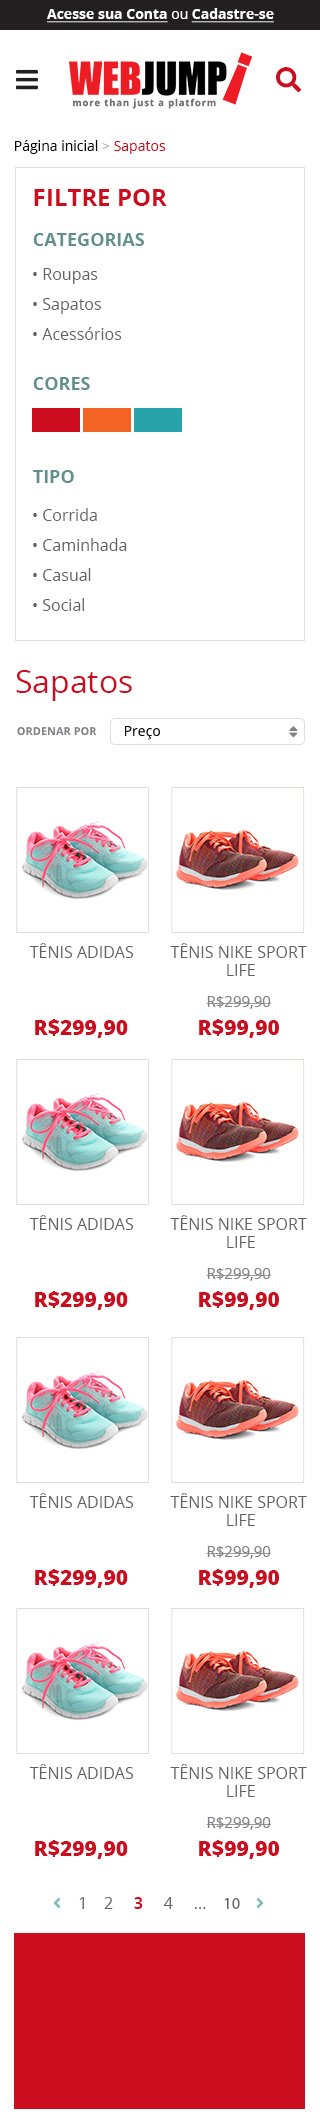 Acesse sua Conta ou Cadastre-se
WEBJUMP!
more than just a platform
Página inicial > Sapatos
FILTRE POR
CATEGORIAS
• Roupas
• Sapatos
• Acessórios
CORES
TIPO
• Corrida
• Caminhada
• Casual
• Social
Sapatos
ORDENAR POR Preço
TÊNIS ADIDAS
R$299,90
TÊNIS NIKE SPORT
LIFE
R$299,90
R$99,90
TÊNIS ADIDAS
R$299,90
TÊNIS NIKE SPORT
LIFE
R$299,90
R$99,90
TÊNIS ADIDAS
R$299,90
TÊNIS NIKE SPORT
LIFE
R$299,90
R$99,90
TÊNIS ADIDAS
R$299,90
TÊNIS NIKE SPORT
LIFE
R$299,90
R$99,90
1 2 3 4 ... 10